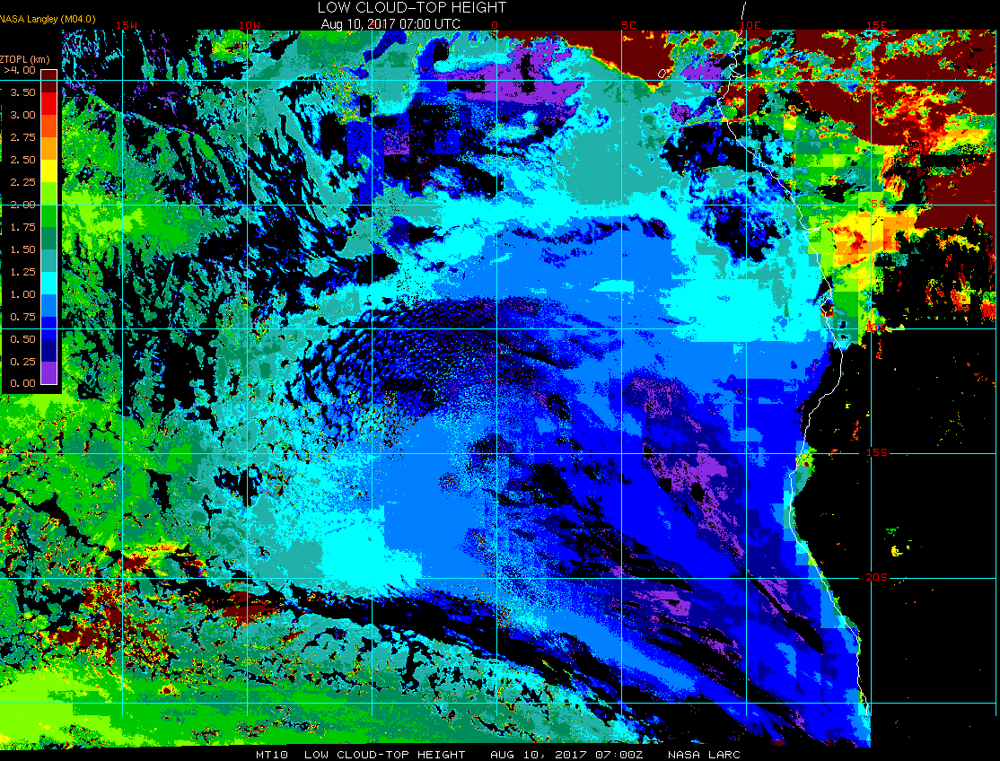 LOW CLOUD-TOP HEIGHT
NASA Langley (M04.0)
Aug 10, 2017 07:00 UTC
15W 10W 0 5E 10E 15E
ZTOPL (km)
>4.00
3.50
3.00
2.75
2.50
2.25
2.00
1.75
1.50
1.25
1.00
0.75
0.50
0.25
0.00
15S
20S
MT10 LOW CLOUD-TOP HEIGHT AUG 10, 2017 07:00Z NASA LARC